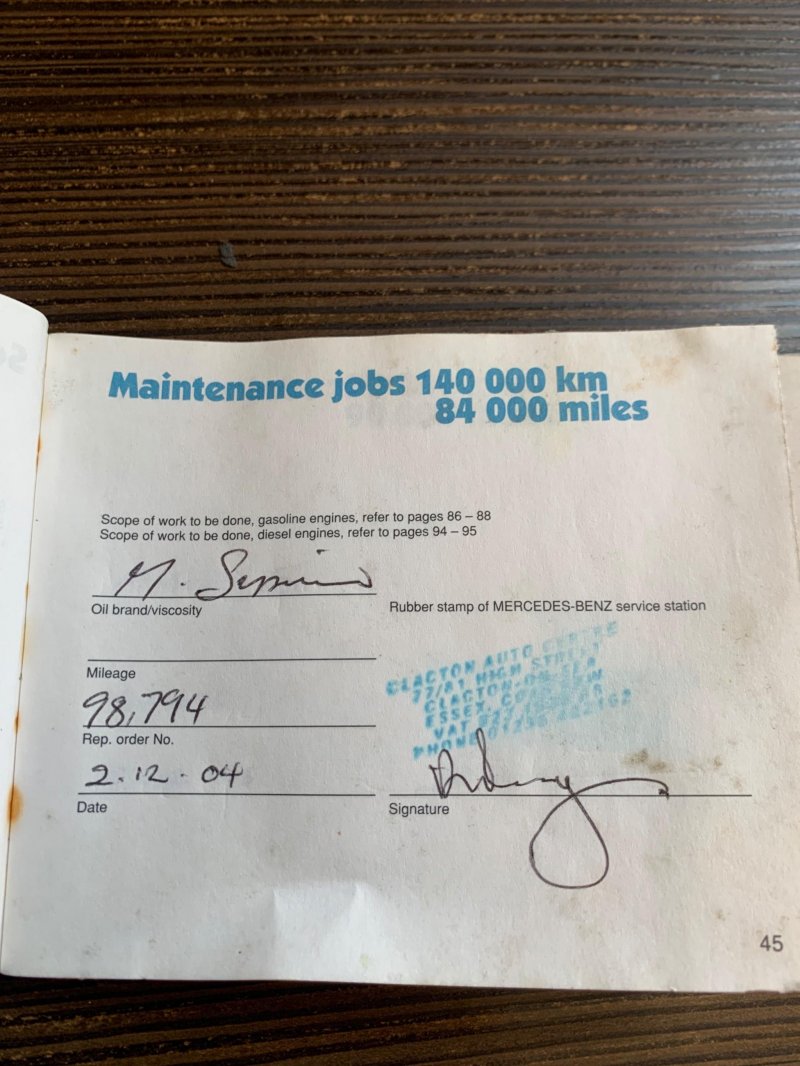 Maintenance jobs 140 000 km
84 000 miles
Scope of work to be done, gasoline engines, refer to pages 86 – 88
Scope of work to be done, diesel engines, refer to pages 94 – 95
M.
Oil brand/viscosity
Rubber stamp of MERCEDES-BENZ service station
Mileage
CLACTON AUTO CENTRE
HIGH STREET
CLACTON-ON-SEA
ESSEX,
VAT
PHONE
98,794
Rep. order No.
2.12.04
Date
Signature
45